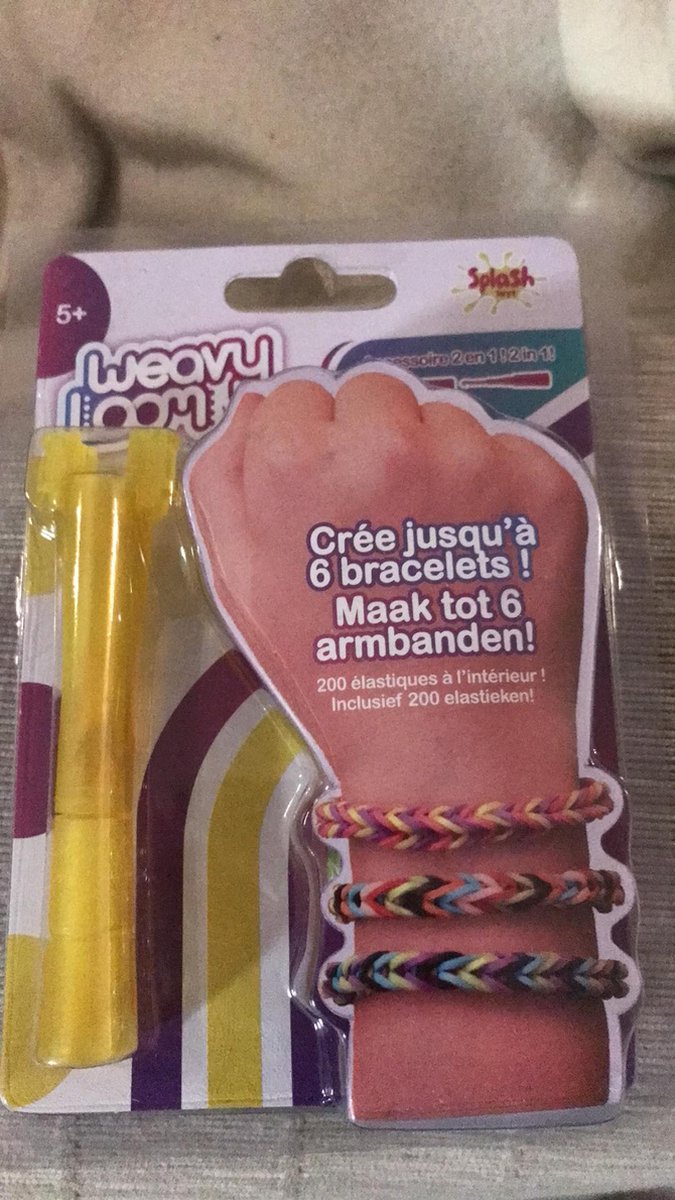 5+
Splash
Weavy
Loom
2 en 1 ! 2 in 1!
Crée jusqu'à
6 bracelets !
Maak tot 6
armbanden!
200 élastiques à l'intérieur !
Inclusief 200 elastieken!